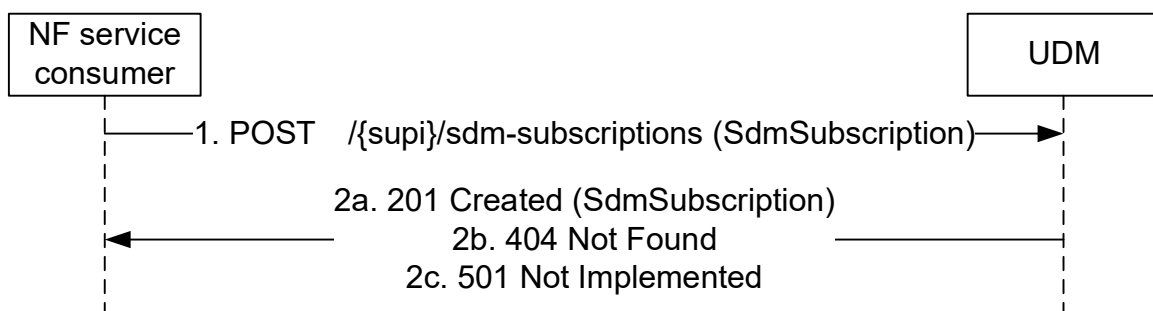 NF service
consumer
UDM
1. POST /{supi}/sdm-subscriptions (SdmSubscription)
2a. 201 Created (SdmSubscription)
2b. 404 Not Found
2c. 501 Not Implemented